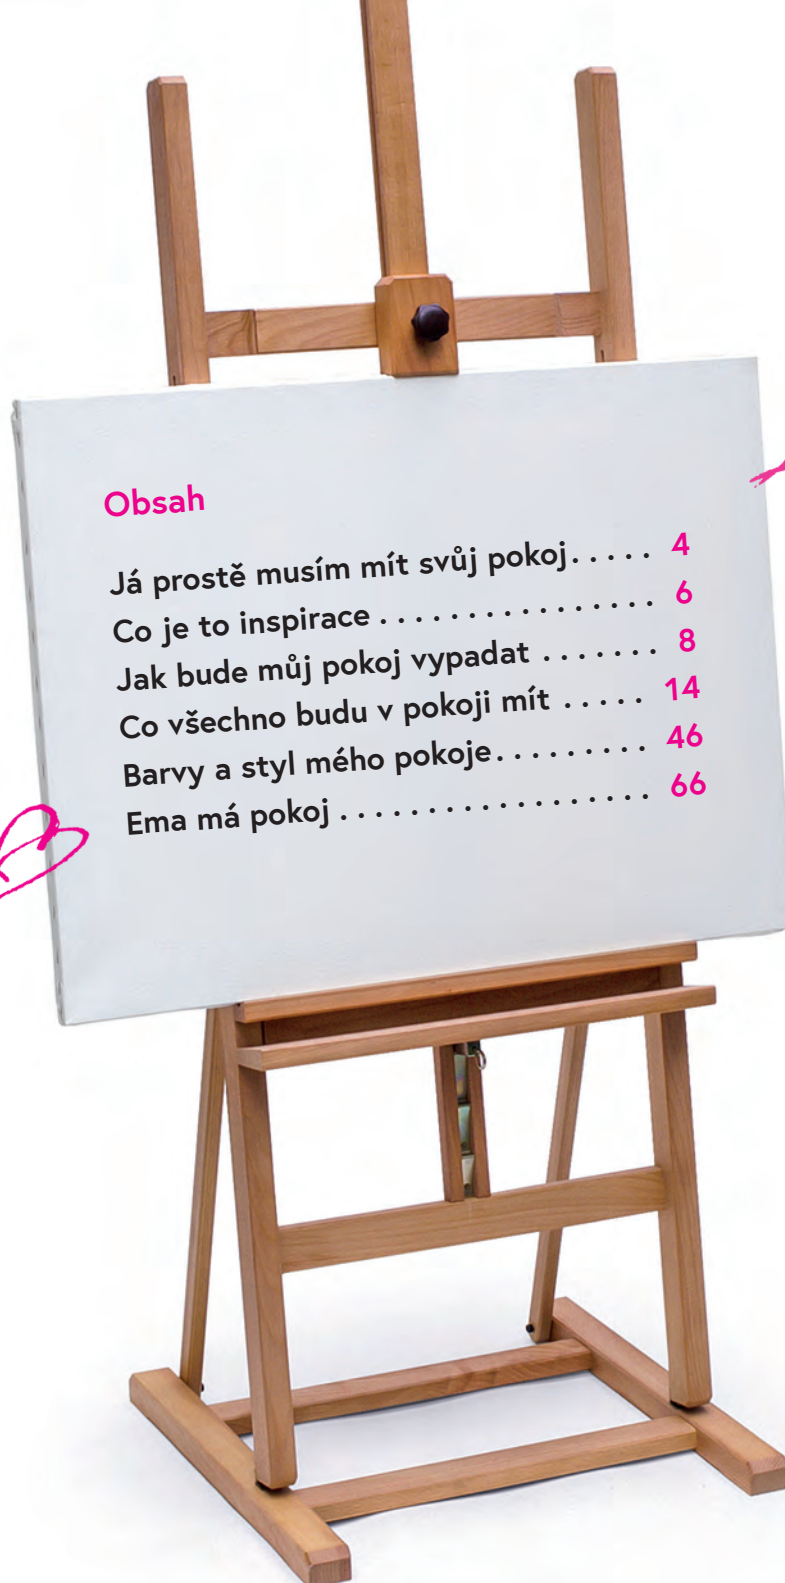 Obsah
Já prostě musím mít svůj pokoj. . . . . 4
Co je to inspirace . . . . . . . . . . . . . . . . 6
Jak bude můj pokoj vypadat . . . . . . . 8
Co všechno budu v pokoji mít . . . . . 14
Barvy a styl mého pokoje. . . . . . . . . 46
Ema má pokoj . . . . . . . . . . . . . . . . . . 66